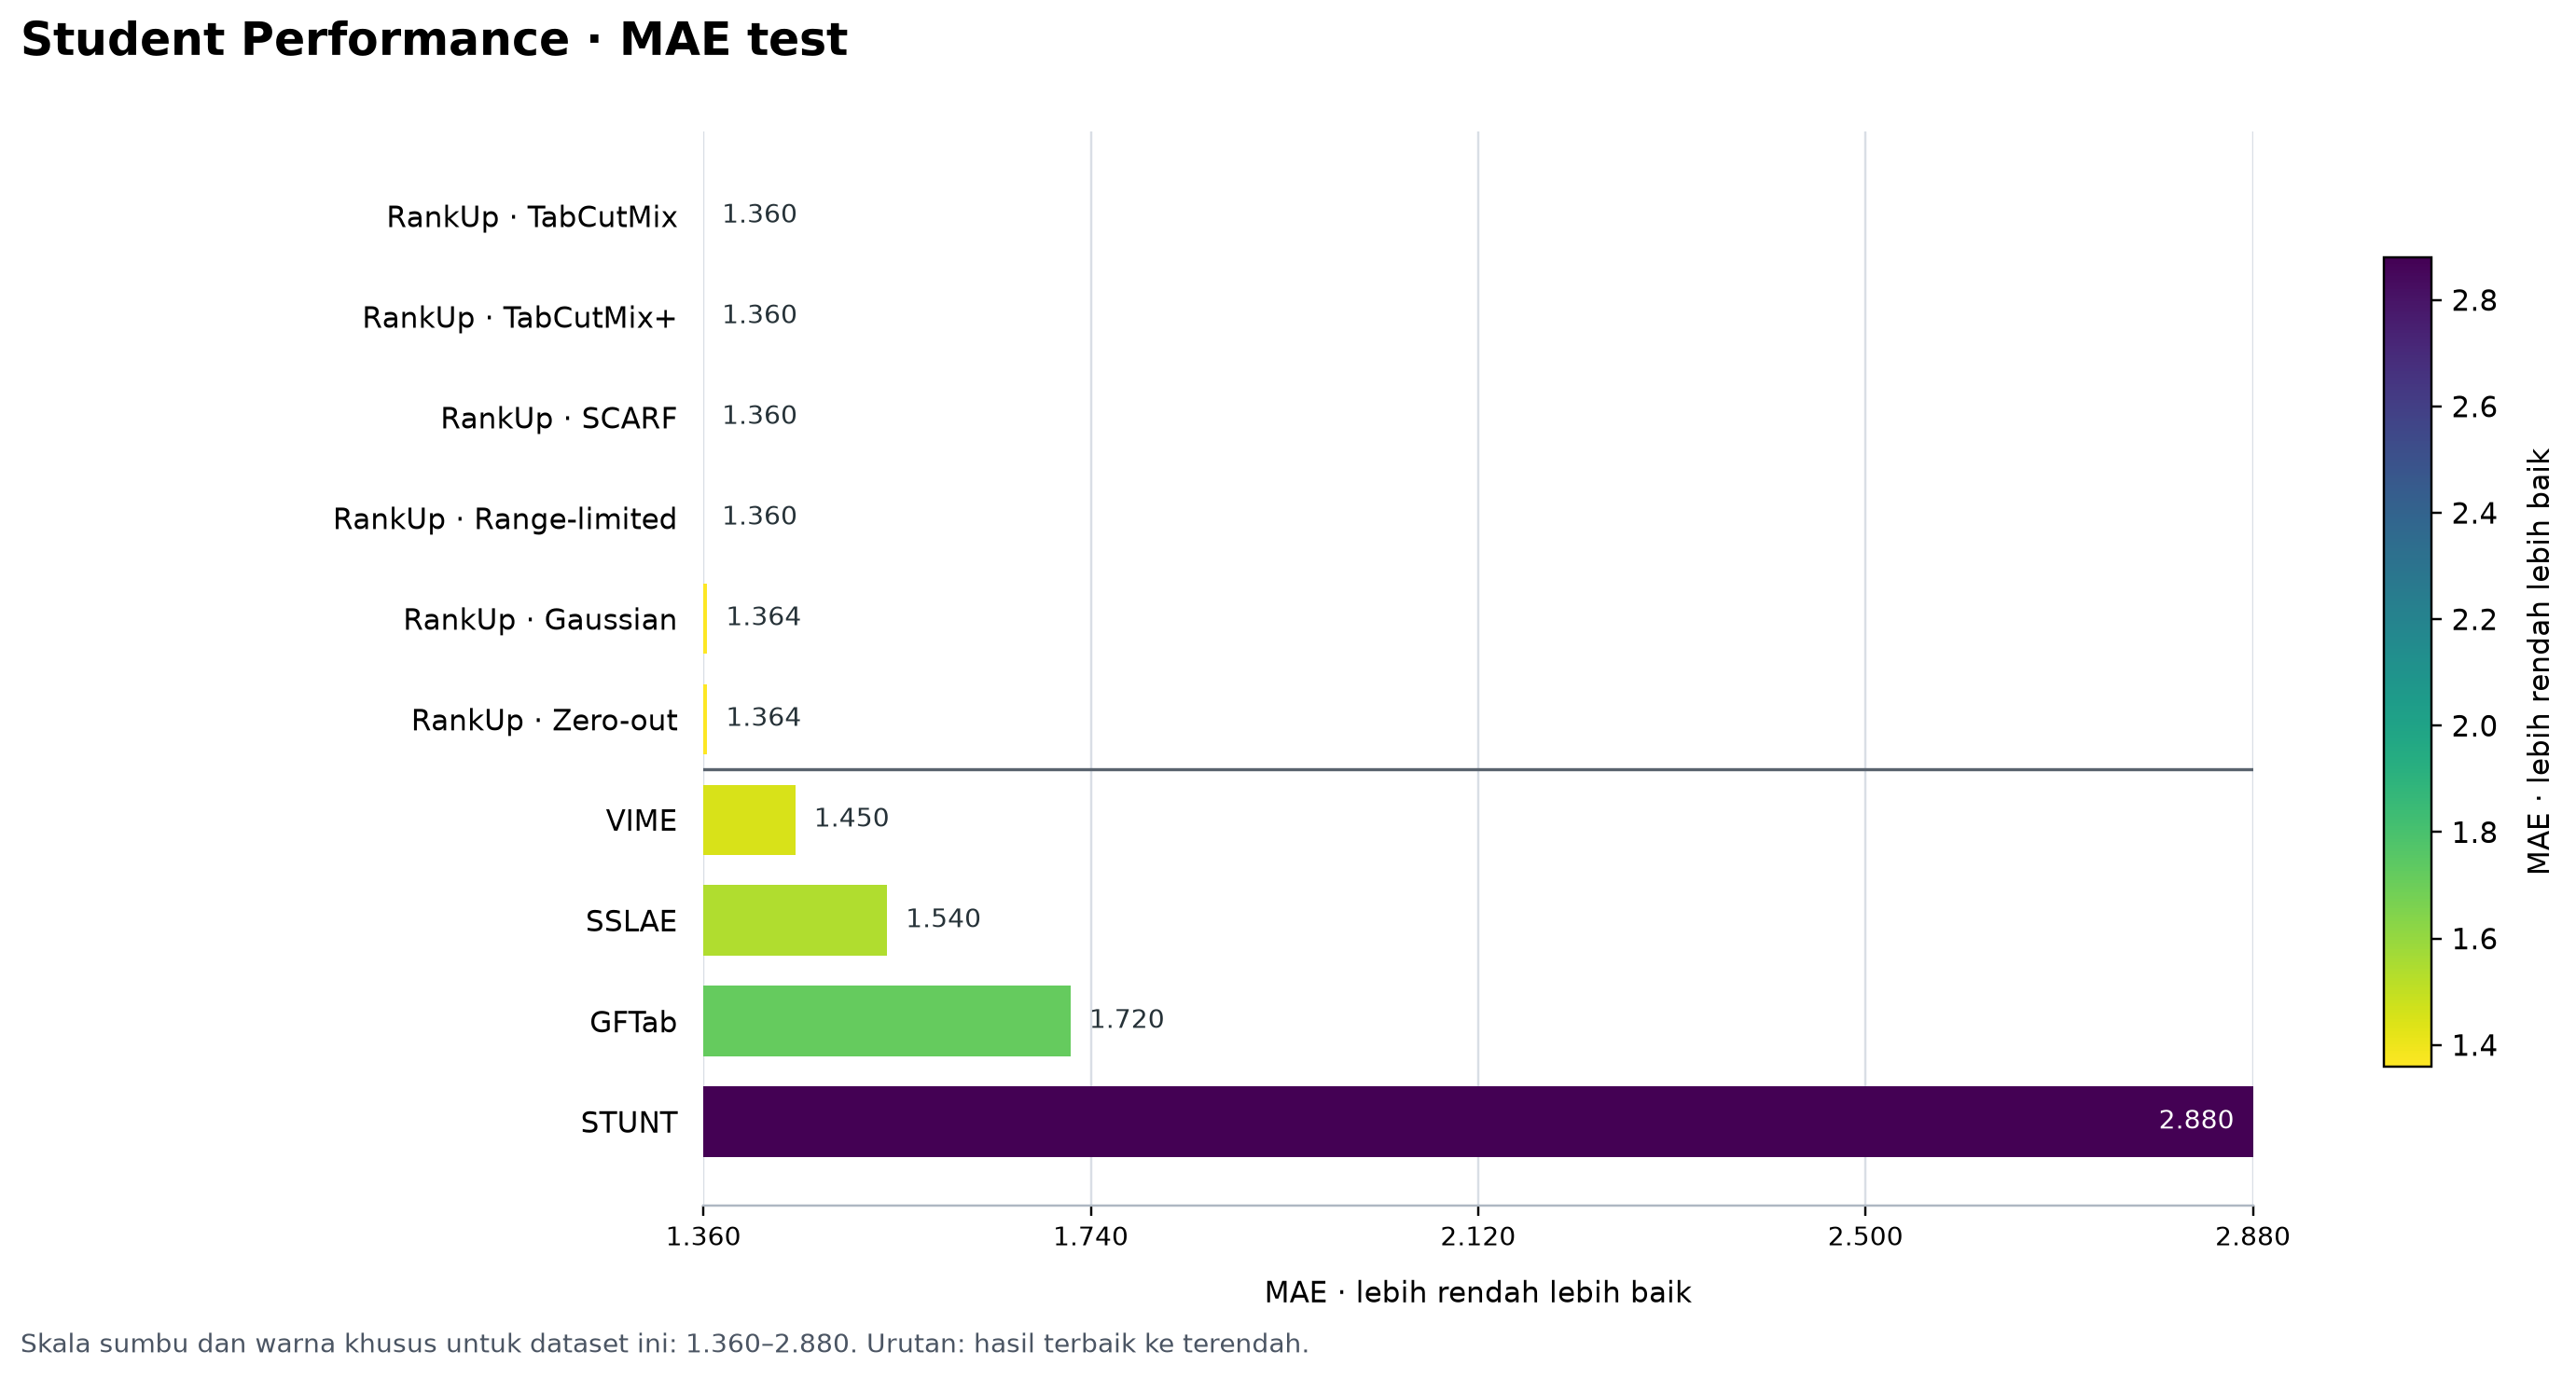 Student Performance · MAE test
RankUp · TabCutMix 1.360
RankUp · TabCutMix+ 1.360
RankUp · SCARF 1.360
RankUp · Range-limited 1.360
RankUp · Gaussian 1.364
RankUp · Zero-out 1.364
VIME 1.450
SSLAE 1.540
GFTab 1.720
STUNT 2.880
1.360 1.740 2.120 2.500 2.880
MAE · lebih rendah lebih baik
2.8
2.6
2.4
2.2
2.0
1.8
1.6
1.4
MAE · lebih rendah lebih baik
Skala sumbu dan warna khusus untuk dataset ini: 1.360–2.880. Urutan: hasil terbaik ke terendah.